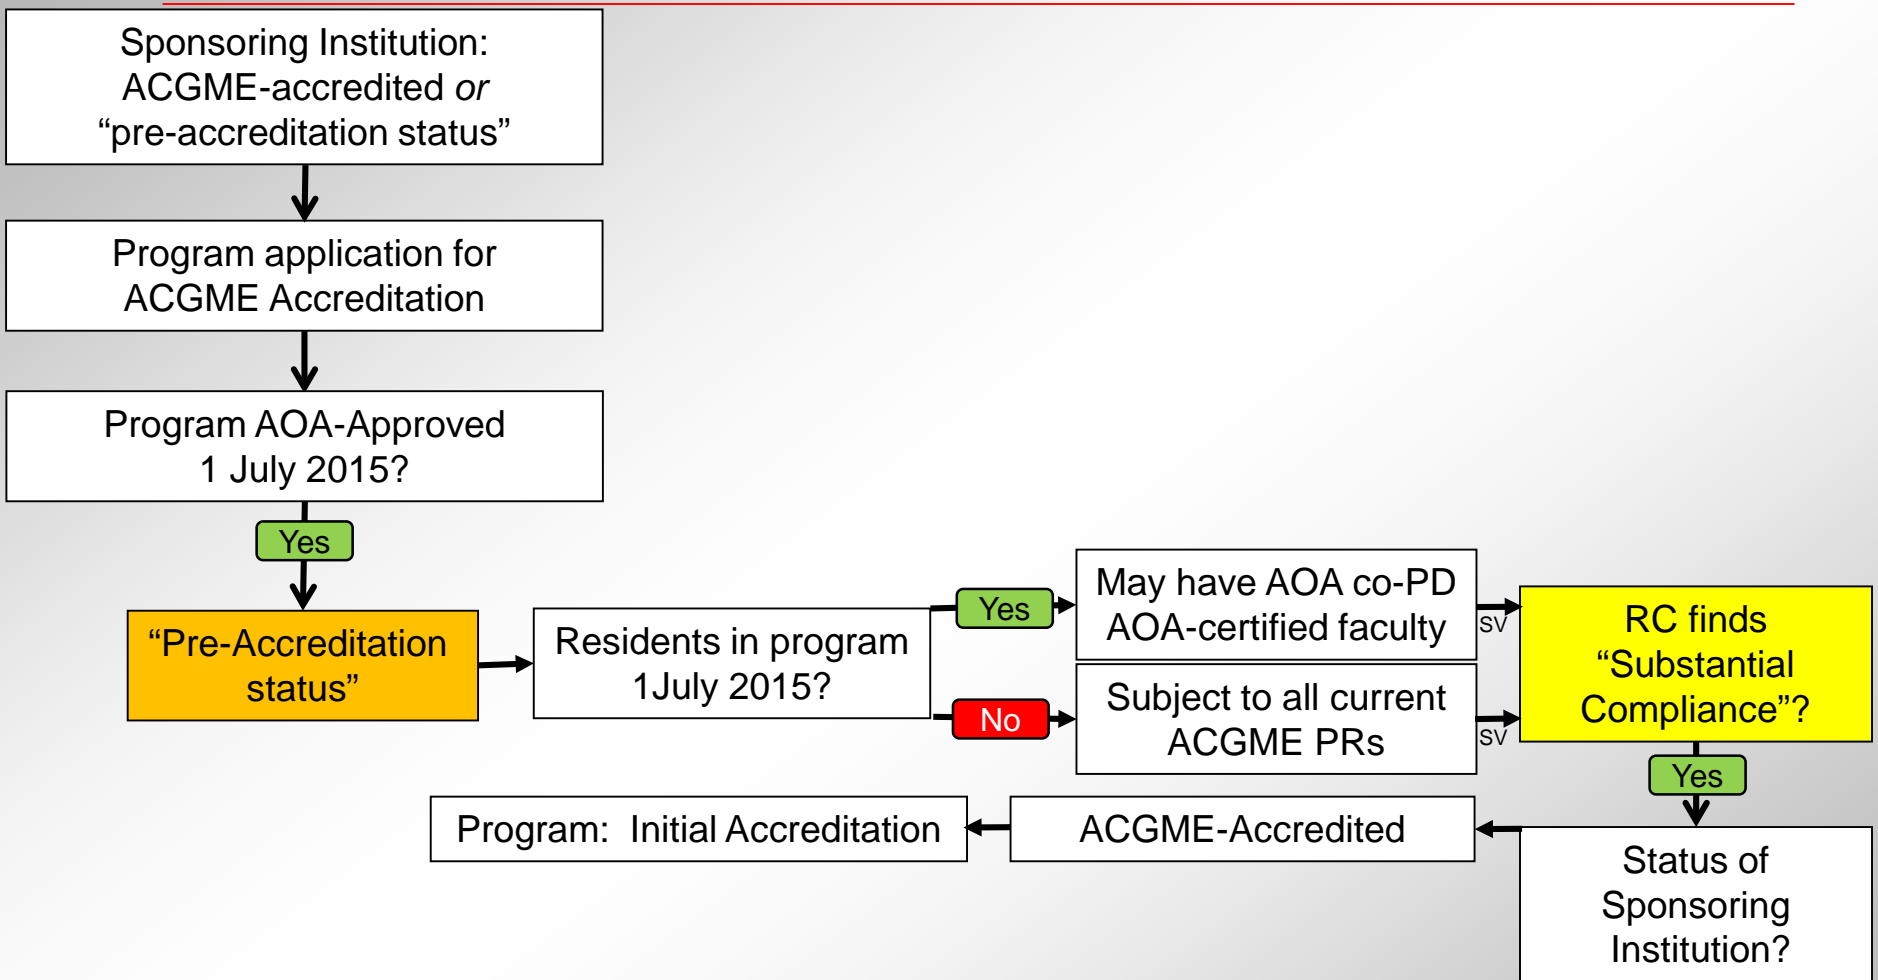 Sponsoring Institution:
ACGME-accredited or
“pre-accreditation status”
Program application for
ACGME Accreditation
Program AOA-Approved
1 July 2015?
Yes
“Pre-Accreditation
status”
Residents in program
1July 2015?
Yes
May have AOA co-PD
AOA-certified faculty
SV
No
Subject to all current
ACGME PRs
SV
RC finds
“Substantial
Compliance”?
Yes
Status of
Sponsoring
Institution?
ACGME-Accredited
Program: Initial Accreditation